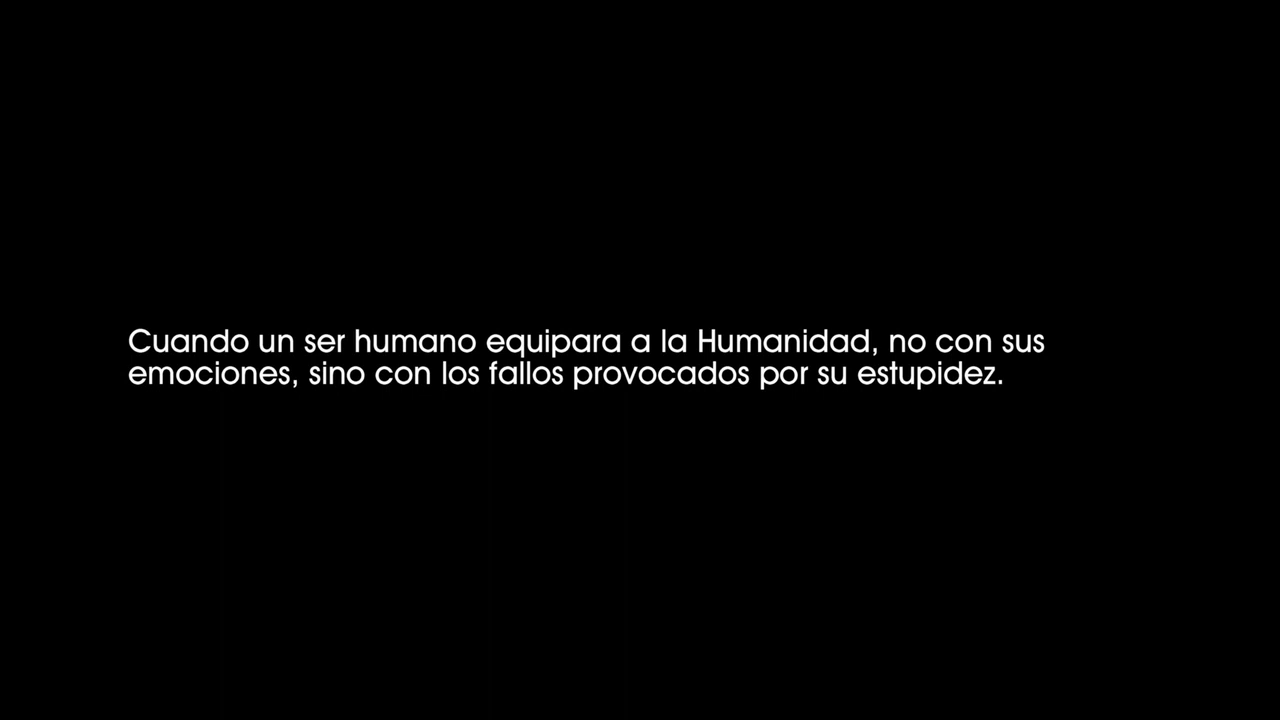 Cuando un ser humano equipara a la Humanidad, no con sus
emociones, sino con los fallos provocados por su estupidez.